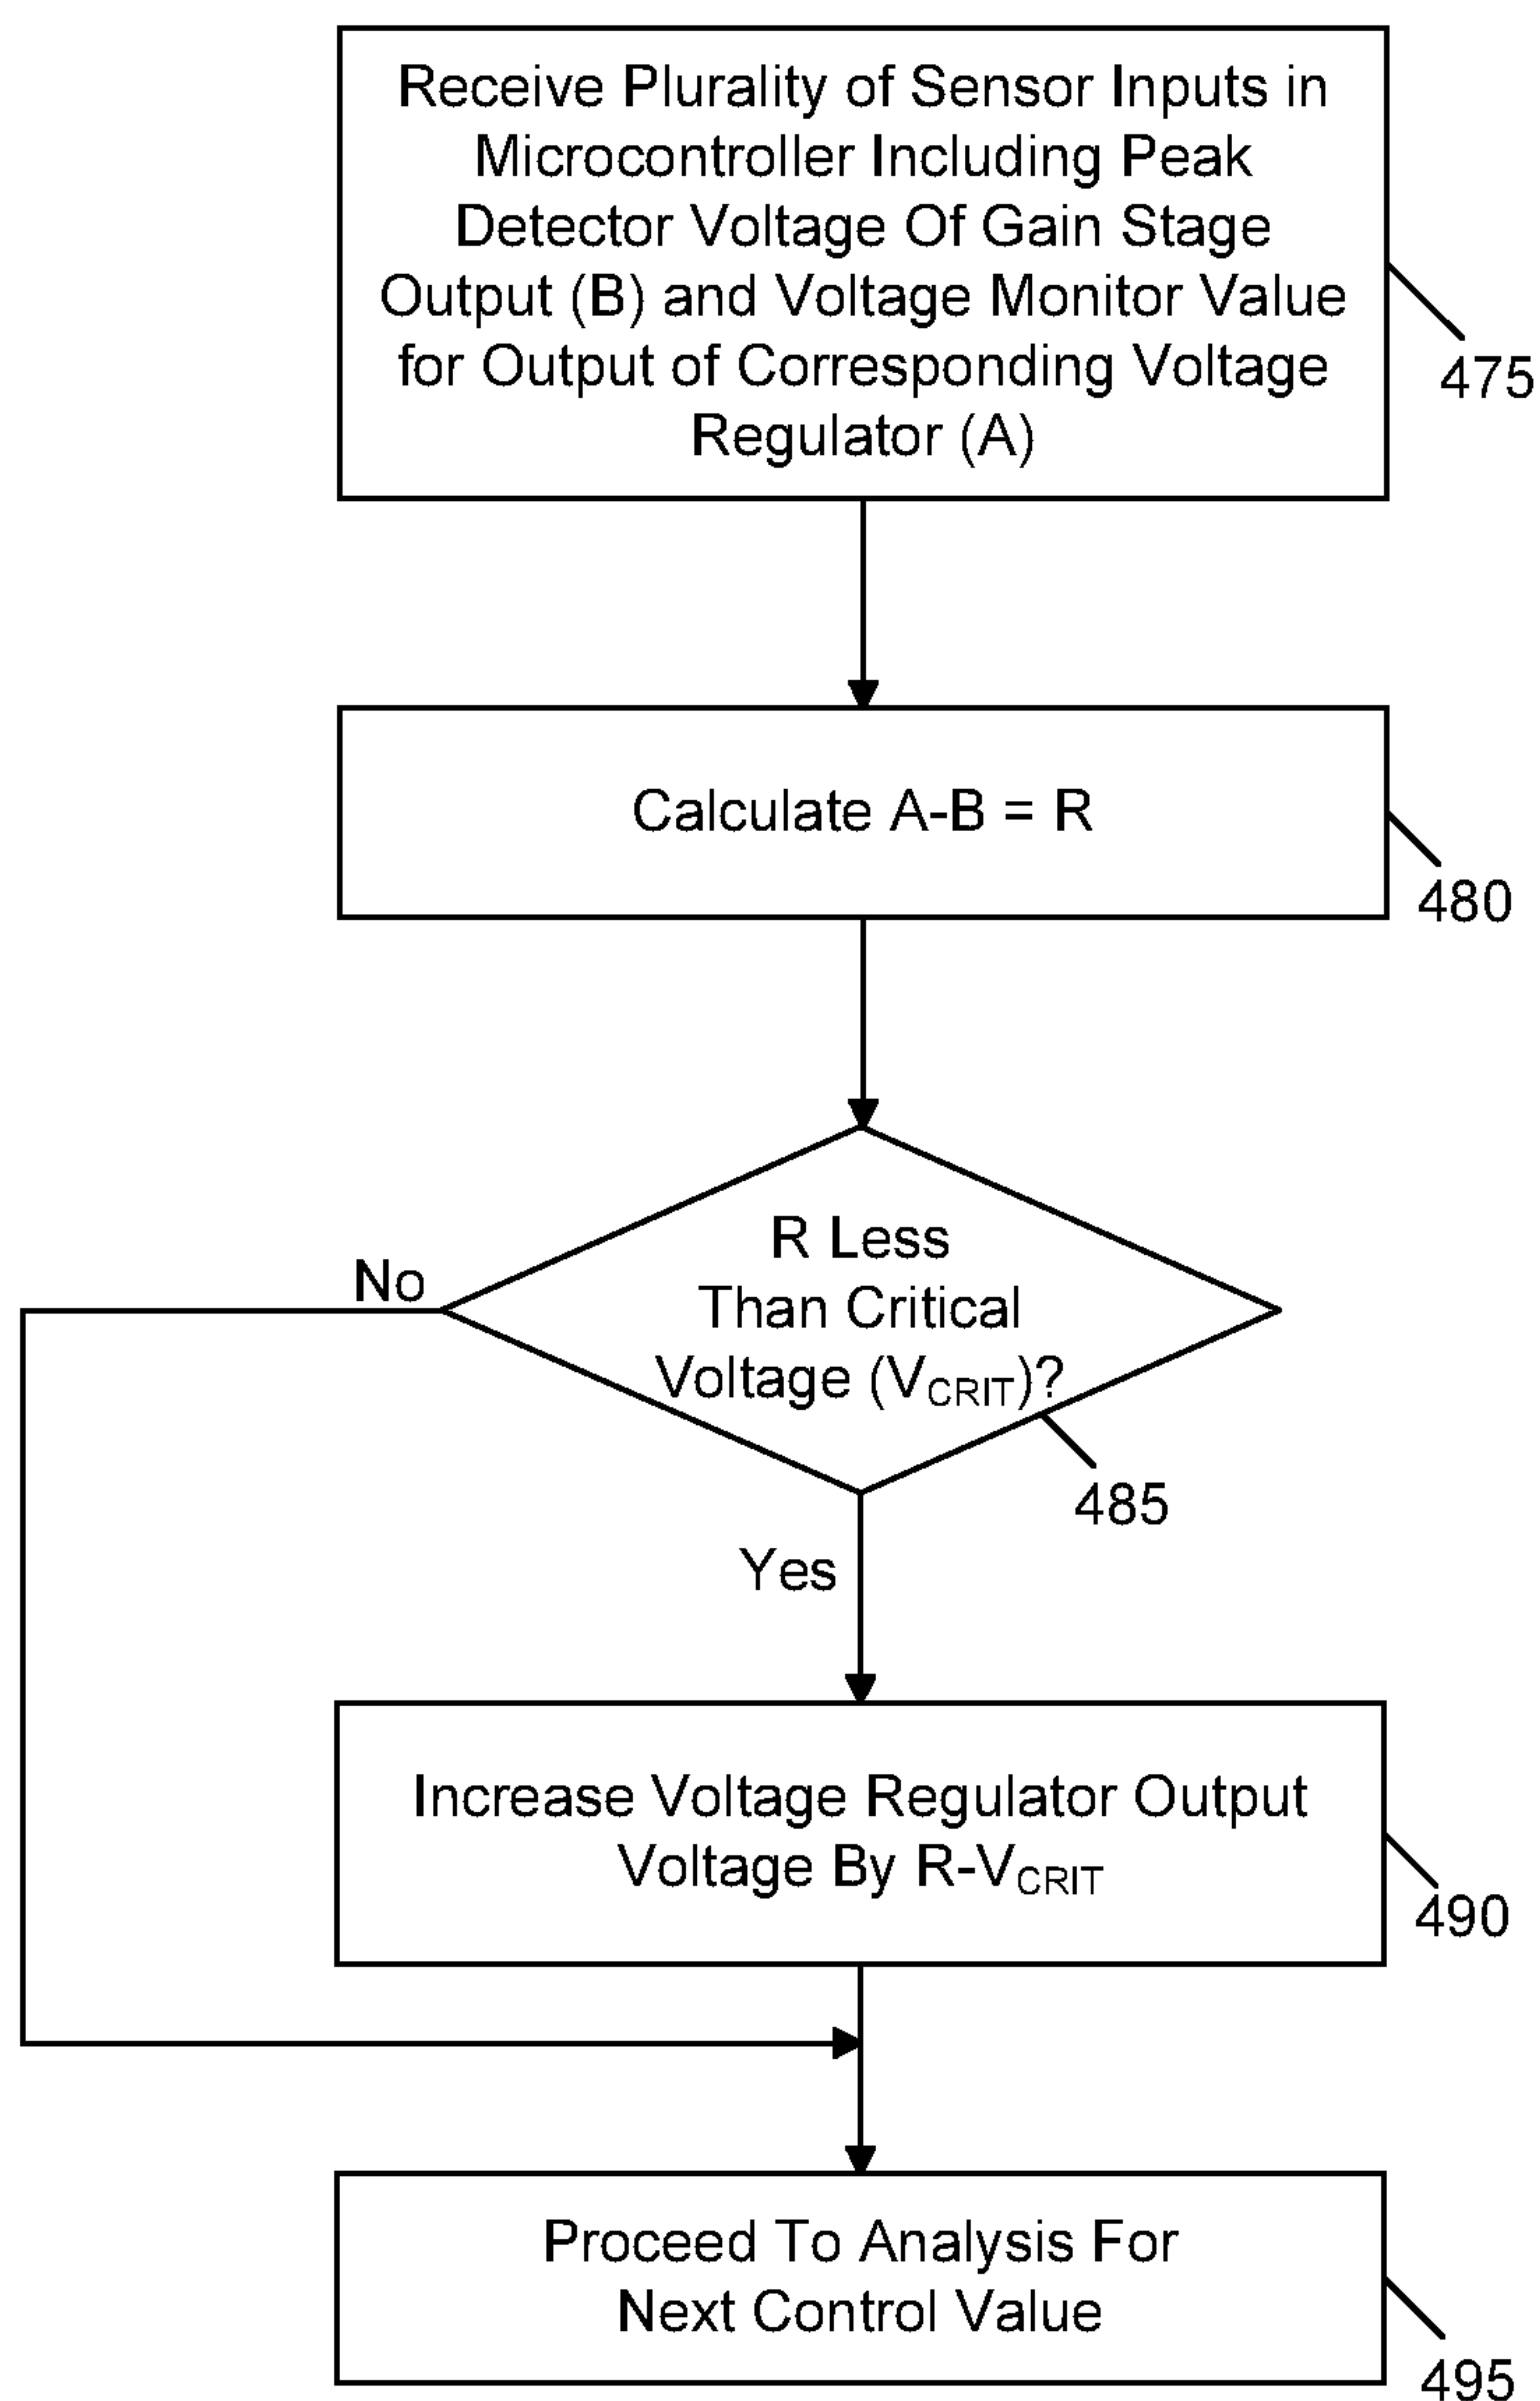 Receive Plurality of Sensor Inputs in
Microcontroller Including Peak
Detector Voltage Of Gain Stage
Output (B) and Voltage Monitor Value
for Output of Corresponding Voltage
Regulator (A)
475
Calculate A-B = R
480
R Less
Than Critical
Voltage (VCRIT)?
No
485
Yes
Increase Voltage Regulator Output
Voltage By R-VCRIT
490
Proceed To Analysis For
Next Control Value
495